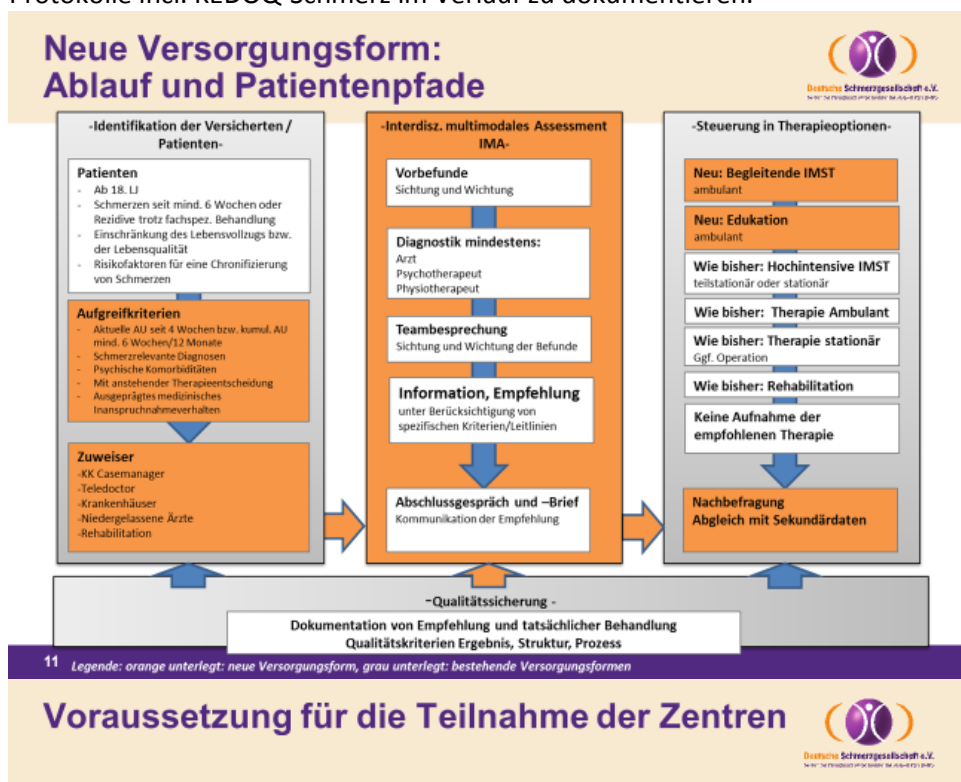 Protokolle incl. KEDOQ-Schmerz im Verlauf zu dokumentieren.
Neue Versorgungsform:
Ablauf und Patientenpfade
Deutsche Schmerzgesellschaft e.V.
-Identifikation der Versicherten /
Patienten-
Patienten
- Ab 18. LJ
- Schmerzen seit mind. 6 Wochen oder
Rezidive trotz fachspez. Behandlung
- Einschränkung des Lebensvollzugs bzw.
der Lebensqualität
- Risikofaktoren für eine Chronifizierung
von Schmerzen
Aufgreifkriterien
- Aktuelle AU seit 4 Wochen bzw. kumul. AU
mind. 6 Wochen/12 Monate
- Schmerzrelevante Diagnosen
- Psychische Komorbiditäten
- Mit anstehender Therapieentscheidung
- Ausgeprägtes medizinisches
Inanspruchnahmeverhalten
Zuweiser
-KK Casemanager
-Teledoctor
-Krankenhäuser
-Niedergelassene Ärzte
-Rehabilitation
-Interdisz. multimodales Assessment
IMA-
Vorbefunde
Sichtung und Wichtung
Diagnostik mindestens:
Arzt
Psychotherapeut
Physiotherapeut
Teambesprechung
Sichtung und Wichtung der Befunde
Information, Empfehlung
unter Berücksichtigung von
spezifischen Kriterien/Leitlinien
Abschlussgespräch und –Brief
Kommunikation der Empfehlung
-Steuerung in Therapieoptionen-
Neu: Begleitende IMST
ambulant
Neu: Edukation
ambulant
Wie bisher: Hochintensive IMST
teilstationär oder stationär
Wie bisher: Therapie Ambulant
Wie bisher: Therapie stationär
Ggf. Operation
Wie bisher: Rehabilitation
Keine Aufnahme der
empfohlenen Therapie
Nachbefragung
Abgleich mit Sekundärdaten
-Qualitätssicherung -
Dokumentation von Empfehlung und tatsächlicher Behandlung
Qualitätskriterien Ergebnis, Struktur, Prozess
11 Legende: orange unterlegt: neue Versorgungsform, grau unterlegt: bestehende Versorgungsformen
Voraussetzung für die Teilnahme der Zentren
Deutsche Schmerzgesellschaft e.V.